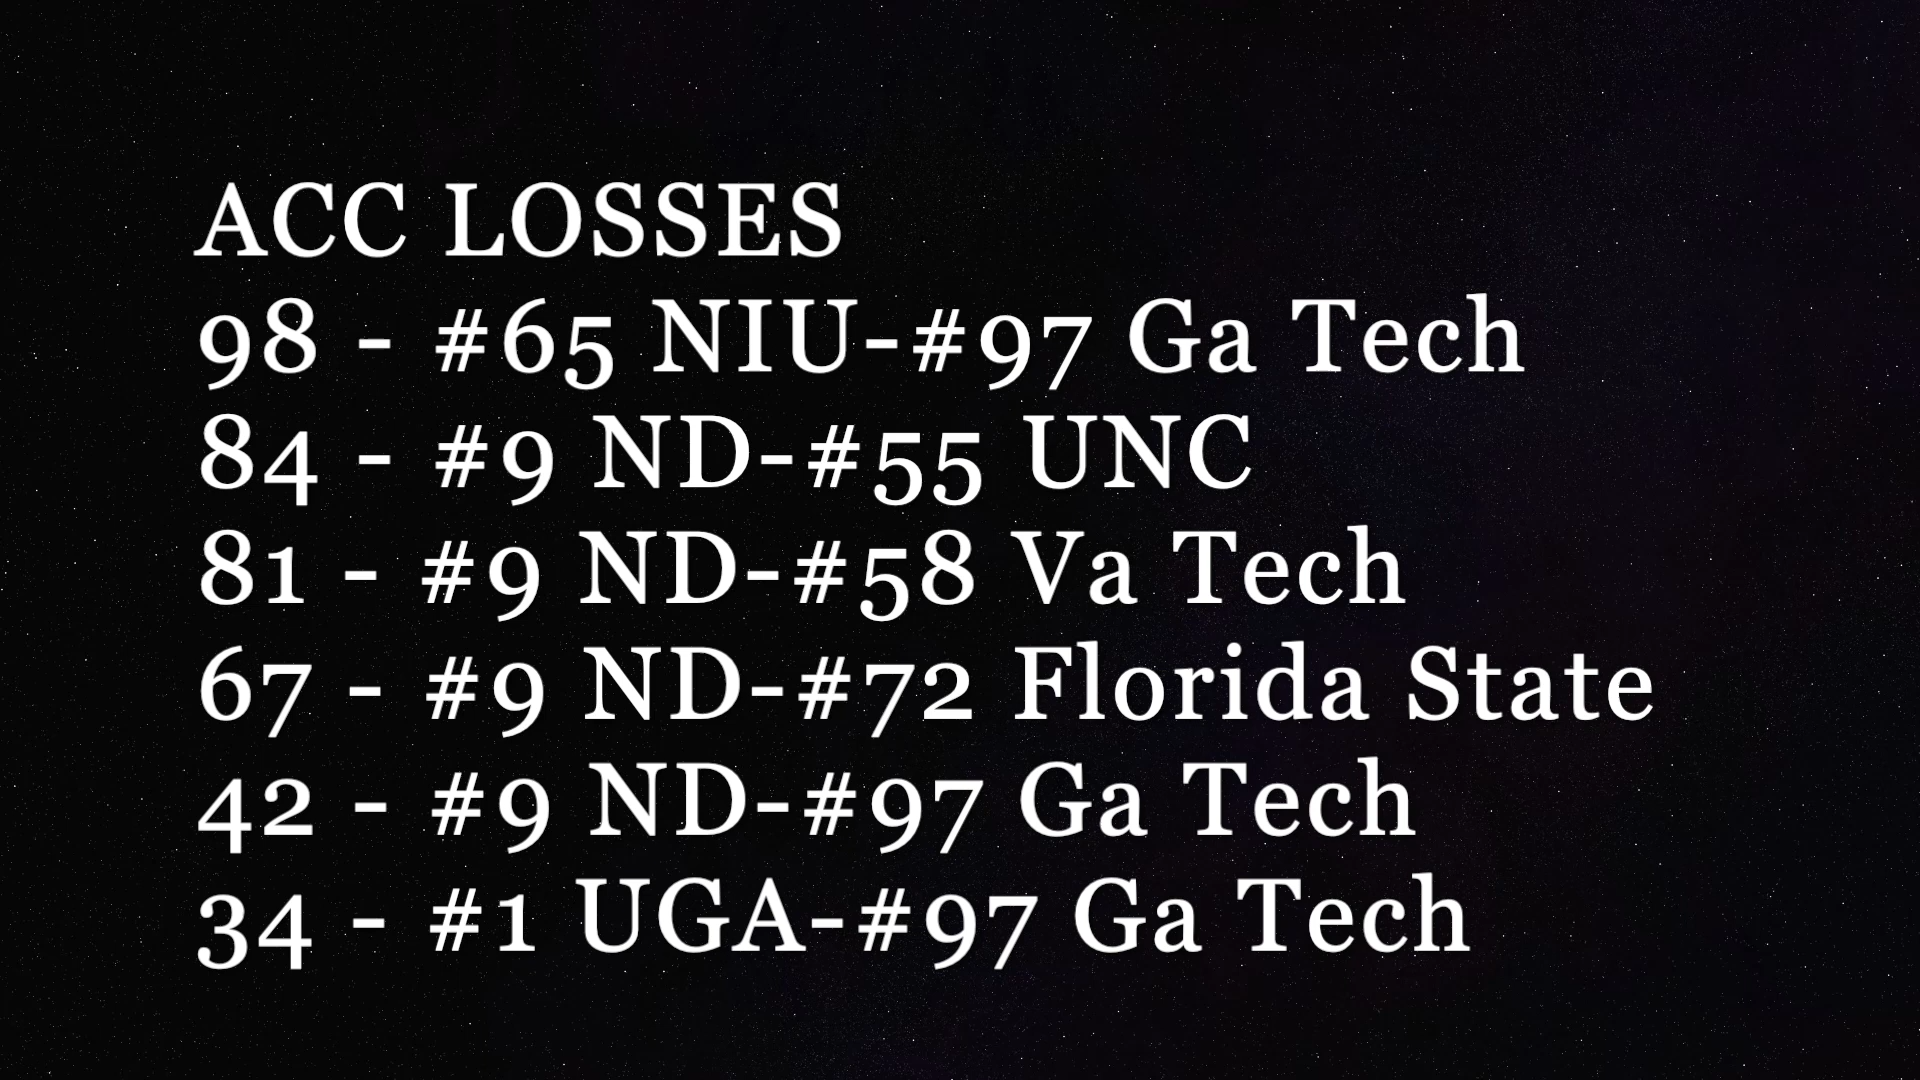 ACC LOSSES
98 - #65 NIU-#97 Ga Tech
84 - #9 ND-#55 UNC
81 - #9 ND-#58 Va Tech
67 - #9 ND-#72 Florida State
42 - #9 ND-#97 Ga Tech
34 - #1 UGA-#97 Ga Tech